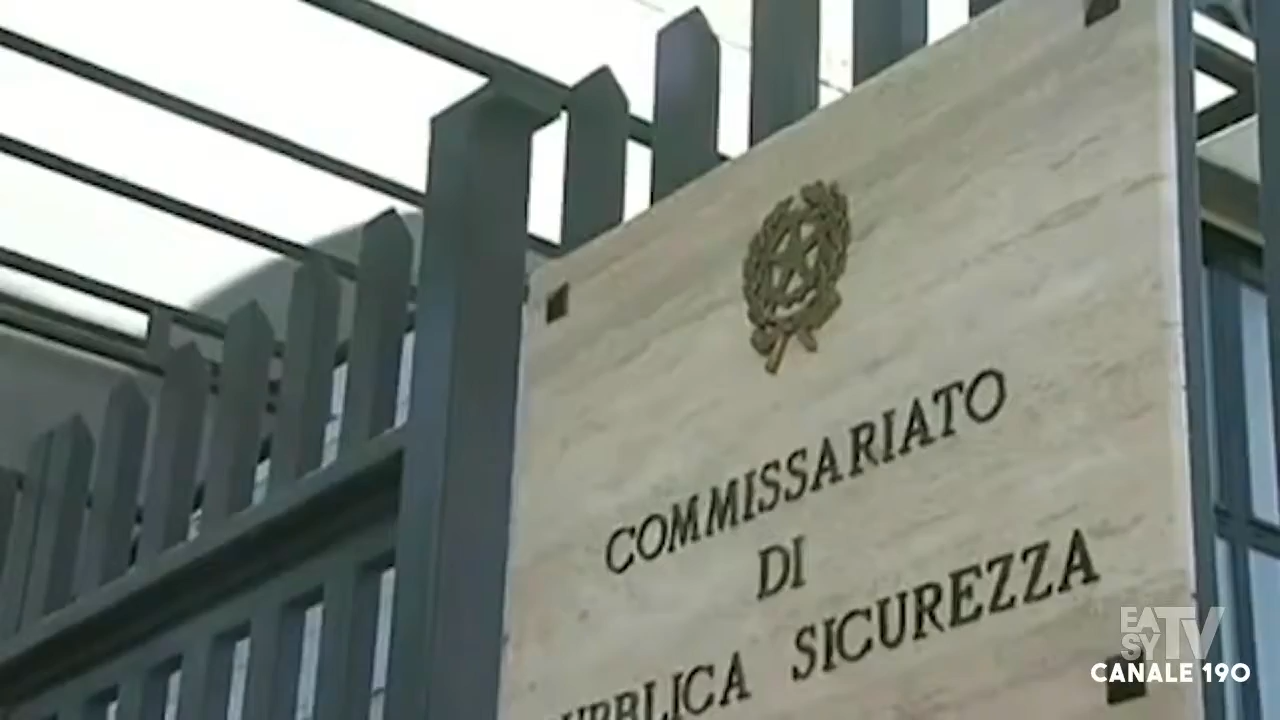 COMMISSARIATO
DI
PUBBLICA SICUREZZA
EASY TV
CANALE 190